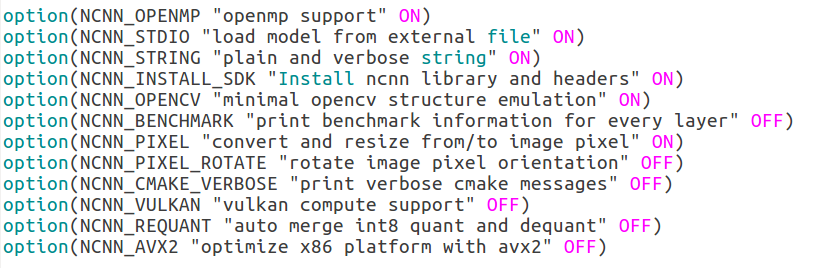 option(NCNN_OPENMP "openmp support" ON)
option(NCNN_STDIO "load model from external file" ON)
option(NCNN_STRING "plain and verbose string" ON)
option(NCNN_INSTALL_SDK "Install ncnn library and headers" ON)
option(NCNN_OPENCV "minimal opencv structure emulation" ON)
option(NCNN_BENCHMARK "print benchmark information for every layer" OFF)
option(NCNN_PIXEL "convert and resize from/to image pixel" ON)
option(NCNN_PIXEL_ROTATE "rotate image pixel orientation" OFF)
option(NCNN_CMAKE_VERBOSE "print verbose cmake messages" OFF)
option(NCNN_VULKAN "vulkan compute support" OFF)
option(NCNN_REQUANT "auto merge int8 quant and dequant" OFF)
option(NCNN_AVX2 "optimize x86 platform with avx2" OFF)